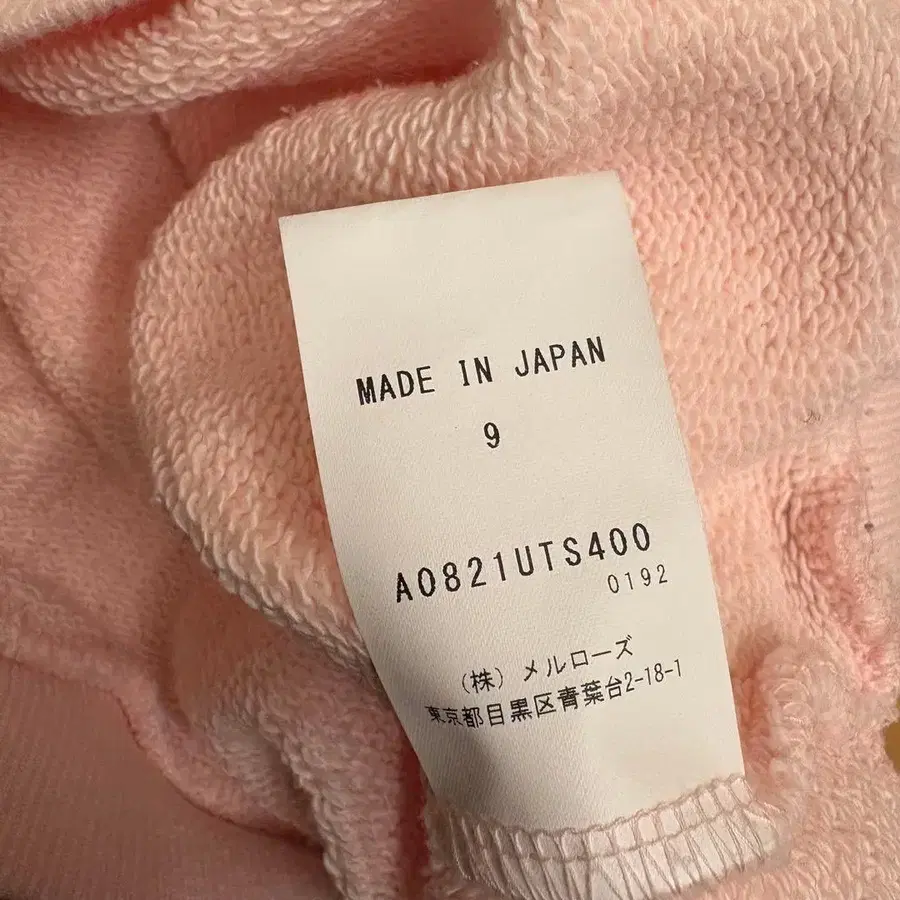 MADE IN JAPAN
9
A0821UTS400
0192
(株) メルローズ
東京都目黒区青葉台2-18-1